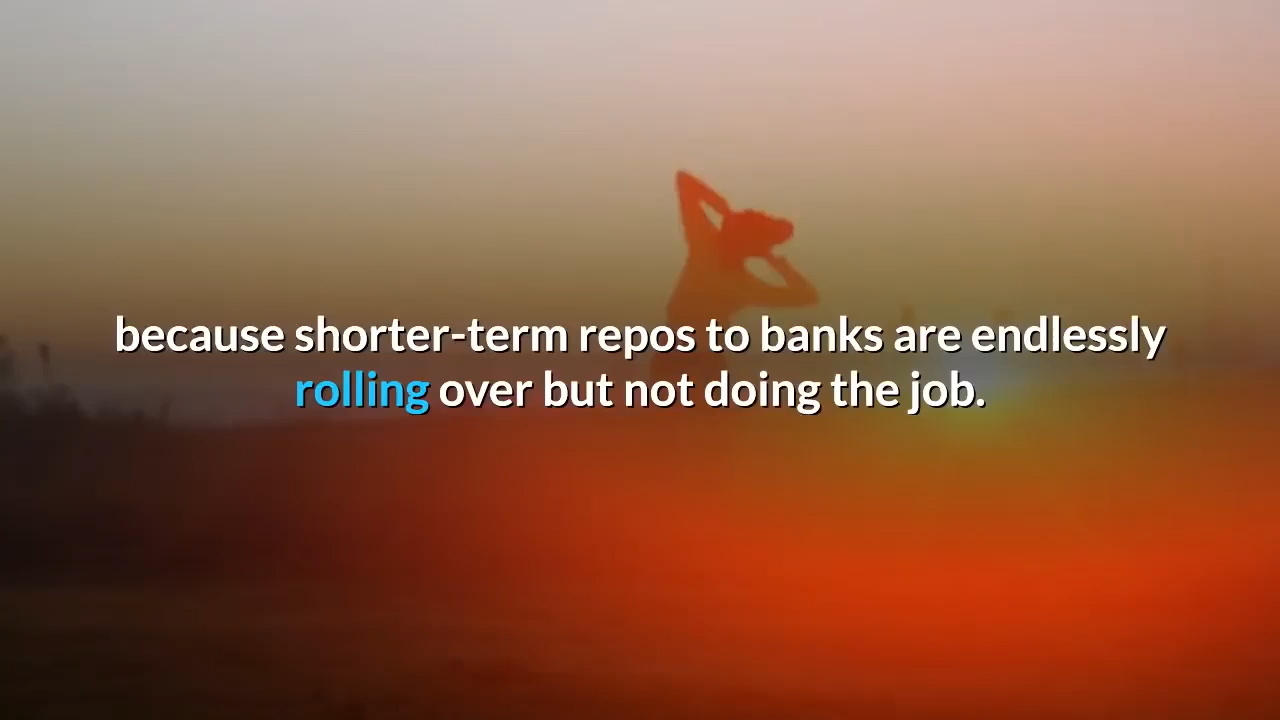 because shorter-term repos to banks are endlessly
rolling over but not doing the job.